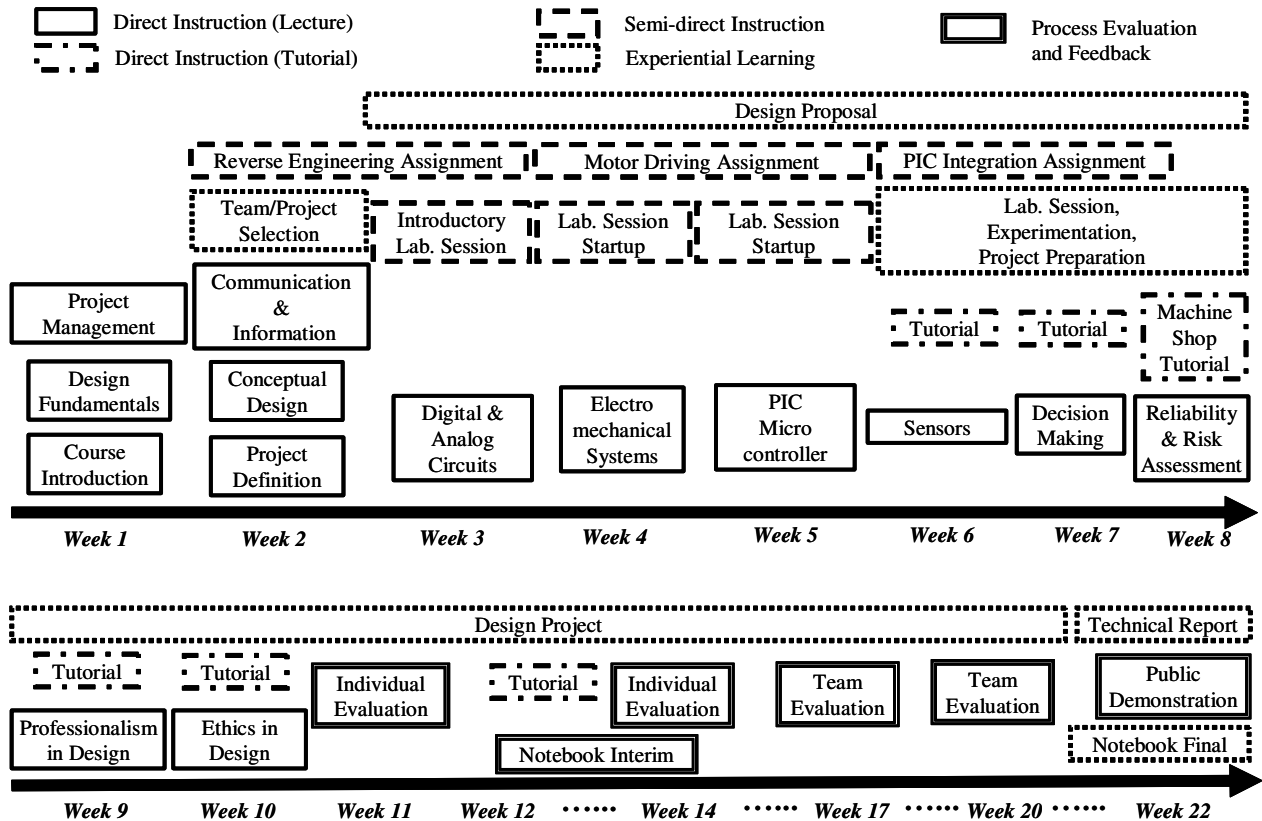 Direct Instruction (Lecture)
Direct Instruction (Tutorial)
Semi-direct Instruction
Experiential Learning
Process Evaluation
and Feedback
Design Proposal
Reverse Engineering Assignment
Motor Driving Assignment
PIC Integration Assignment
Team/Project
Selection
Introductory
Lab. Session
Lab. Session
Startup
Lab. Session
Startup
Lab. Session,
Experimentation,
Project Preparation
Project
Management
Communication
&
Information
Tutorial
Tutorial
Machine
Shop
Tutorial
Design
Fundamentals
Conceptual
Design
Digital &
Analog
Circuits
Electro
mechanical
Systems
PIC
Micro
controller
Sensors
Decision
Making
Reliability
& Risk
Assessment
Course
Introduction
Project
Definition
Week 1
Week 2
Week 3
Week 4
Week 5
Week 6
Week 7
Week 8
Design Project
Technical Report
Tutorial
Tutorial
Individual
Evaluation
Tutorial
Individual
Evaluation
Team
Evaluation
Team
Evaluation
Public
Demonstration
Professionalism
in Design
Ethics in
Design
Notebook Interim
Notebook Final
Week 9
Week 10
Week 11
Week 12
Week 14
Week 17
Week 20
Week 22